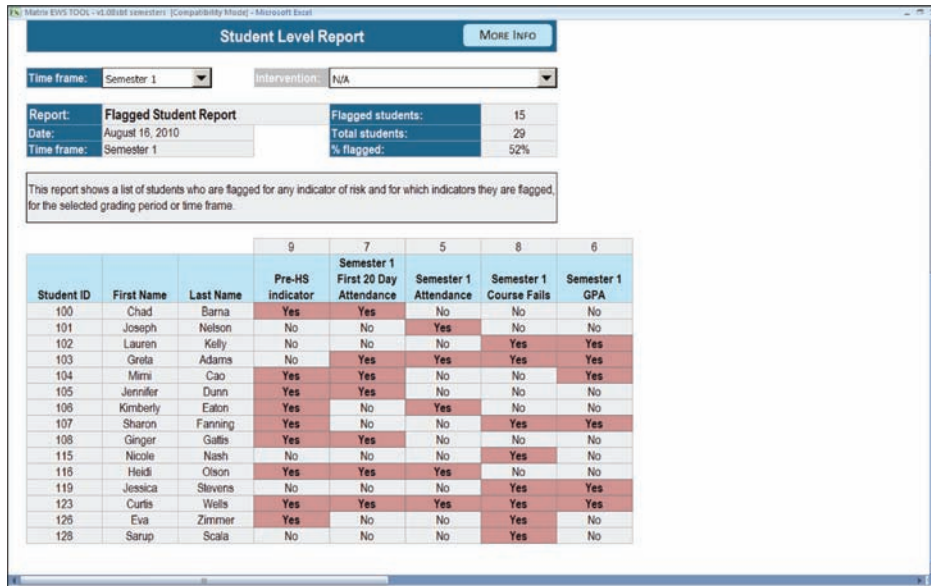 Matrix EWS TOOL - v1.00sbt semesters [Compatibility Mode] - Microsoft Excel
Student Level Report MORE INFO
Time frame: Semester 1 Intervention: N/A
Report: Flagged Student Report Flagged students: 15
Date: August 16, 2010 Total students: 29
Time frame: Semester 1 % flagged: 52%
This report shows a list of students who are flagged for any indicator of risk and for which indicators they are flagged,
for the selected grading period or time frame.
9 7 5 8 6
Student ID First Name Last Name Pre-HS indicator Semester 1 First 20 Day Attendance Semester 1 Attendance Semester 1 Course Fails Semester 1 GPA
100 Chad Barna Yes Yes No No No
101 Joseph Nelson No No Yes No No
102 Lauren Kelly No No No Yes Yes
103 Greta Adams No Yes Yes Yes Yes
104 Mimi Cao Yes Yes No No Yes
105 Jennifer Dunn Yes Yes No No No
106 Kimberly Eaton Yes No Yes No No
107 Sharon Fanning Yes No No Yes Yes
108 Ginger Gattis Yes Yes No No No
115 Nicole Nash No No No Yes No
116 Heidi Olson Yes Yes Yes No No
119 Jessica Stevens No No No Yes Yes
123 Curtis Wells Yes Yes Yes Yes Yes
126 Eva Zimmer Yes No No Yes No
128 Sarup Scala No No No Yes No